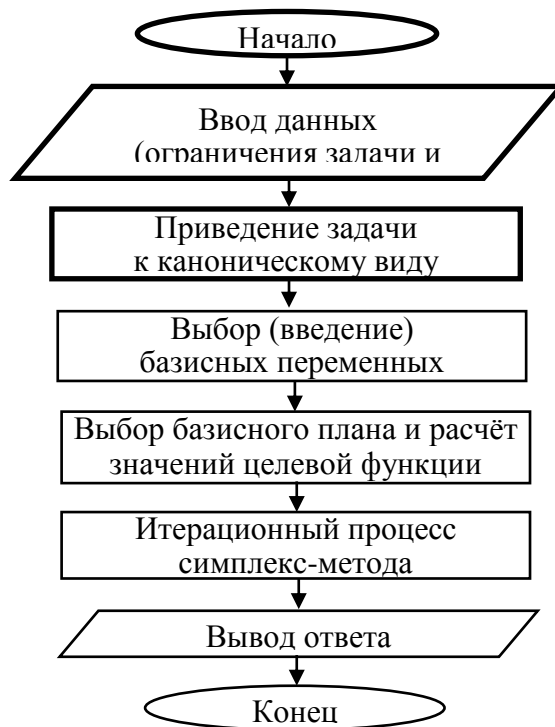 Начало
Ввод данных
(ограничения задачи и
Приведение задачи
к каноническому виду
Выбор (введение)
базисных переменных
Выбор базисного плана и расчёт
значений целевой функции
Итерационный процесс
симплекс-метода
Вывод ответа
Конец